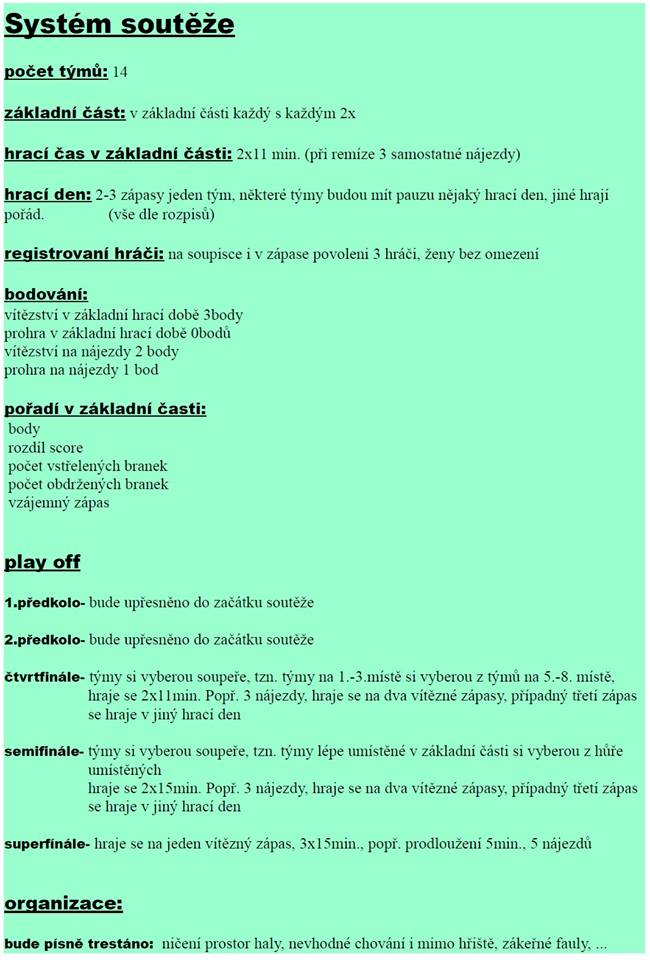 Systém soutěže
počet týmů: 14
základní část: v základní části každý s každým 2x
hrací čas v základní části: 2x11 min. (při remíze 3 samostatné nájezdy)
hrací den: 2-3 zápasy jeden tým, některé týmy budou mít pauzu nějaký hrací den, jiné hrají
pořád. (vše dle rozpisů)
registrovaní hráči: na soupisce i v zápase povoleni 3 hráči, ženy bez omezení
bodování:
vítězství v základní hrací době 3body
prohra v základní hrací době 0bodů
vítězství na nájezdy 2 body
prohra na nájezdy 1 bod
pořadí v základní časti:
body
rozdíl score
počet vstřelených branek
počet obdržených branek
vzájemný zápas
play off
1.předkolo- bude upřesněno do začátku soutěže
2.předkolo- bude upřesněno do začátku soutěže
čtvrtfinále- týmy si vyberou soupeře, tzn. týmy na 1.-3.místě si vyberou z týmů na 5.-8. místě,
hraje se 2x11min. Popř. 3 nájezdy, hraje se na dva vítězné zápasy, případný třetí zápas
se hraje v jiný hrací den
semifinále- týmy si vyberou soupeře, tzn. týmy lépe umístěné v základní části si vyberou z hůře
umístěných
hraje se 2x15min. Popř. 3 nájezdy, hraje se na dva vítězné zápasy, případný třetí zápas
se hraje v jiný hrací den
superfínále- hraje se na jeden vítězný zápas, 3x15min., popř. prodloužení 5min., 5 nájezdů
organizace:
bude písně trestáno: ničení prostor haly, nevhodné chování i mimo hřiště, zákeřné fauly, ...